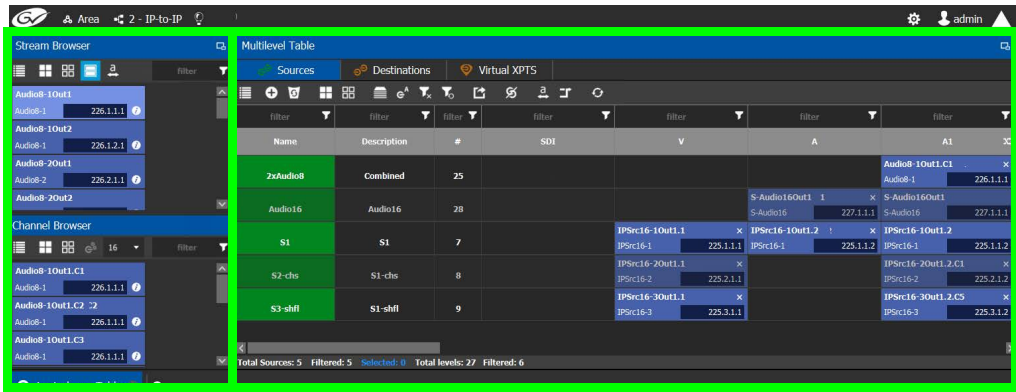 GV Area 2 - IP-to-IP admin
Stream Browser
filter
Audio8-1Out1
Audio8-1 226.1.1.1
Audio8-1Out2
Audio8-1 226.1.2.1
Audio8-2Out1
Audio8-2 226.2.1.1
Audio8-2Out2
Channel Browser
16 filter
Audio8-1Out1.C1
Audio8-1 226.1.1.1
Audio8-1Out1.C2
Audio8-1 226.1.1.1
Audio8-1Out1.C3
Audio8-1 226.1.1.1
Multilevel Table
Sources Destinations Virtual XPTS
filter filter filter filter filter filter filter
Name Description # SDI V A A1
2xAudio8 Combined 25 Audio8-1Out1.C1 x
Audio8-1 226.1.1.1
Audio16 Audio16 28 S-Audio16Out1 1 x S-Audio16Out1
S-Audio16 227.1.1.1 S-Audio16 227.1.1.1
S1 S1 7 IPSrc16-1Out1.1 x IPSrc16-1Out1.2 x IPSrc16-1Out1.2
IPSrc16-1 225.1.1.1 IPSrc16-1 225.1.1.2 IPSrc16-1 225.1.1.2
S2-chs S1-chs 8 IPSrc16-2Out1.1 x IPSrc16-2Out1.2.C1 x
IPSrc16-2 225.2.1.1 IPSrc16-2 225.2.1.2
S3-shfl S1-shfl 9 IPSrc16-3Out1.1 x IPSrc16-3Out1.2.C5 x
IPSrc16-3 225.3.1.1 IPSrc16-3 225.3.1.2
Total Sources: 5 Filtered: 5 Selected: 0 Total levels: 27 Filtered: 6